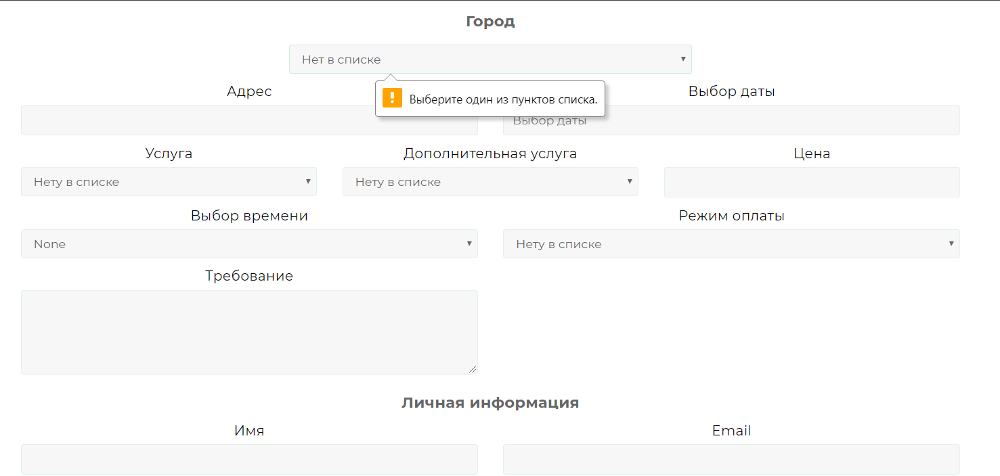 Город
Нет в списке
Выберите один из пунктов списка.
Адрес
Выбор даты
Выбор даты
Услуга
Дополнительная услуга
Цена
Нету в списке
Нету в списке
Выбор времени
Режим оплаты
None
Нету в списке
Требование
Личная информация
Имя
Email